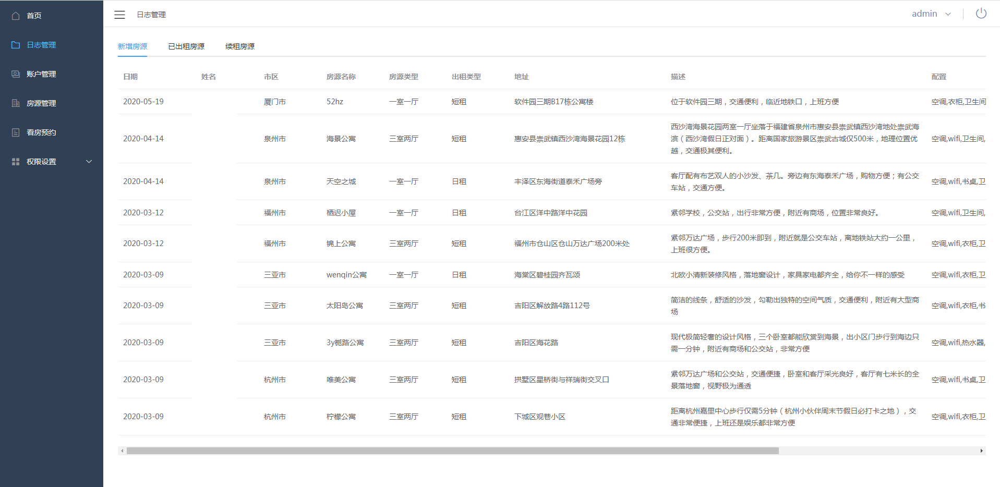 首页
日志管理
账户管理
房源管理
看房预约
权限设置
日志管理
admin
新增房源 已出租房源 续租房源
日期 姓名 市区 房源名称 房源类型 出租类型 地址 描述 配置
2020-05-19 厦门市 52hz 一室一厅 短租 软件园三期B17栋公寓楼 位于软件园三期，交通便利，临近地铁口，上班方便 空调,衣柜,卫生间
2020-04-14 泉州市 海景公寓 三室两厅 短租 惠安县崇武镇西沙湾海景花园12栋 西沙湾海景花园两室一厅坐落于福建省泉州市惠安县崇武镇西沙湾地处崇武海
滨（西沙湾假日正对面）。距离国家旅游景区崇武古城仅500米，地理位置优
越，交通极其便利。 空调,wifi,卫生间,
2020-04-14 泉州市 天空之城 一室一厅 日租 丰泽区东海街道泰禾广场旁 客厅配有布艺双人的小沙发、茶几。旁边有东海泰禾广场，购物方便；有公交
车站，交通方便。 空调,wifi,书桌,卫
2020-03-12 福州市 栖迟小屋 一室一厅 日租 台江区洋中路洋中花园 紧邻学校，公交站，出行非常方便，附近有商场，位置非常良好。 空调,wifi,卫生间,
2020-03-12 福州市 锦上公寓 三室两厅 短租 福州市仓山区仓山万达广场200米处 紧邻万达广场，步行200米即到，附近就是公交车站，离地铁站大约一公里，
上班很方便。 空调,wifi,衣柜,卫
2020-03-09 三亚市 wenqin公寓 一室一厅 日租 海棠区碧桂园齐瓦颂 北欧小清新装修风格，落地窗设计，家具家电都齐全，给你不一样的感受 空调,wifi,衣柜,卫
2020-03-09 三亚市 太阳岛公寓 三室两厅 短租 吉阳区解放路4路112号 简洁的线条，舒适的沙发，勾勒出独特的空间气质，交通便利，附近有大型商
场 空调,wifi,衣柜,书
2020-03-09 三亚市 3y栀路公寓 三室两厅 短租 吉阳区海花路 现代极简轻奢的设计风格，三个卧室都能欣赏到海景，出小区门步行到海边只
需一分钟，附近有商场和公交站，非常方便 空调,wifi,热水器,
2020-03-09 杭州市 唯美公寓 三室两厅 短租 拱墅区星桥街与祥瑞街交叉口 紧邻万达广场和公交站，交通便捷，卧室和客厅采光良好，客厅有七米长的全
景落地窗，视野极为通透 空调,wifi,书桌,卫
2020-03-09 杭州市 柠檬公寓 三室两厅 短租 下城区观巷小区 距离杭州嘉里中心步行仅需5分钟（杭州小伙伴周末节假日必打卡之地），交
通非常便捷，上班还是娱乐都非常方便 空调,wifi,衣柜,卫